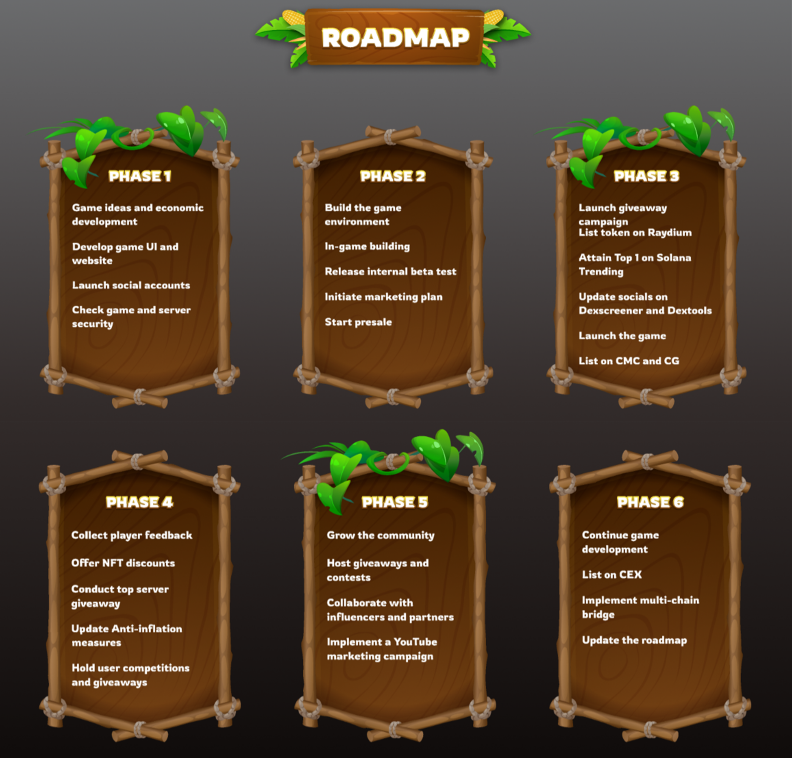 ROADMAP
PHASE 1
Game ideas and economic
development
Develop game UI and
website
Launch social accounts
Check game and server
security
PHASE 2
Build the game
environment
In-game building
Release internal beta test
Initiate marketing plan
Start presale
PHASE 3
Launch giveaway
campaign
List token on Raydium
Attain Top 1 on Solana
Trending
Update socials on
Dexscreener and Dextools
Launch the game
List on CMC and CG
PHASE 4
Collect player feedback
Offer NFT discounts
Conduct top server
giveaway
Update Anti-inflation
measures
Hold user competitions
and giveaways
PHASE 5
Grow the community
Host giveaways and
contests
Collaborate with
influencers and partners
Implement a YouTube
marketing campaign
PHASE 6
Continue game
development
List on CEX
Implement multi-chain
bridge
Update the roadmap